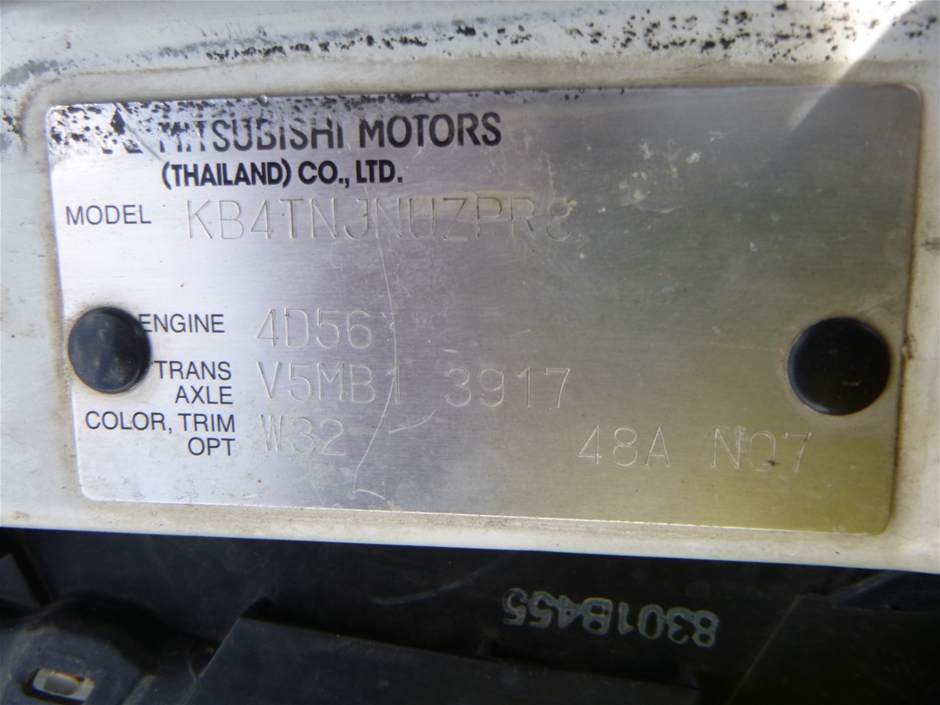 MITSUBISHI MOTORS
(THAILAND) CO., LTD.
MODEL KB4TNJNUZPR8
ENGINE 4D56
TRANS AXLE V5MB1 3917
COLOR, TRIM OPT W32 48A N07
8301B455